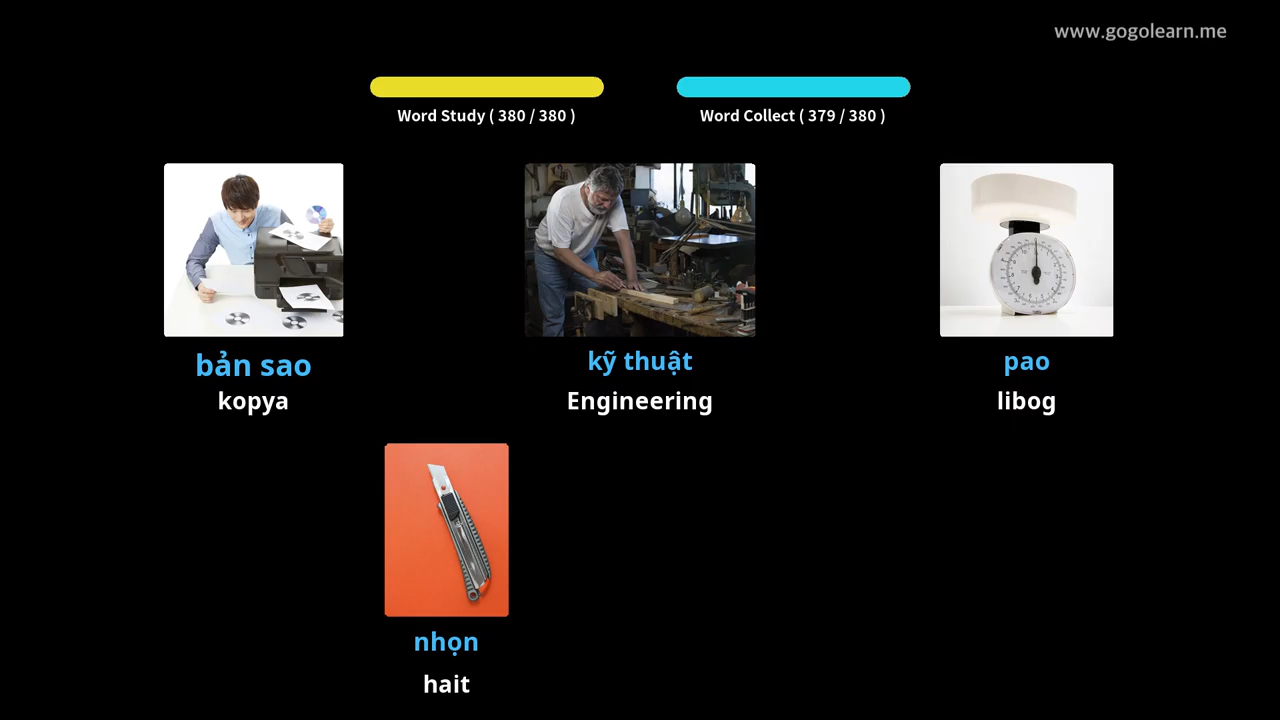 www.gogolearn.me
Word Study ( 380 / 380 )
Word Collect ( 379 / 380 )
bản sao
kopya
kỹ thuật
Engineering
pao
libog
nhọn
hait